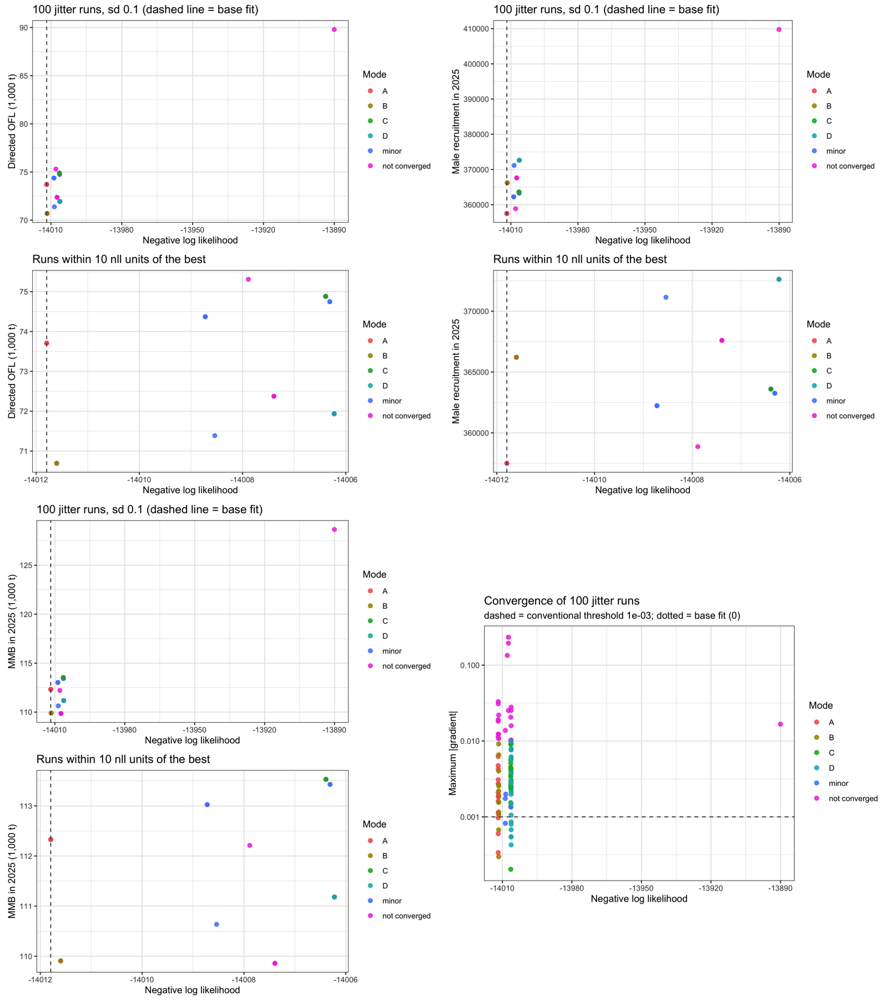 100 jitter runs, sd 0.1 (dashed line = base fit)
Directed OFL (1,000 t)
90
85
80
75
70
-14010 -13980 -13950 -13920 -13890
Negative log likelihood
Mode
A
B
C
D
minor
not converged
100 jitter runs, sd 0.1 (dashed line = base fit)
Male recruitment in 2025
410000
400000
390000
380000
370000
360000
-14010 -13980 -13950 -13920 -13890
Negative log likelihood
Mode
A
B
C
D
minor
not converged
Runs within 10 nll units of the best
Directed OFL (1,000 t)
75
74
73
72
71
-14012 -14010 -14008 -14006
Negative log likelihood
Mode
A
B
C
D
minor
not converged
Runs within 10 nll units of the best
Male recruitment in 2025
370000
365000
360000
-14012 -14010 -14008 -14006
Negative log likelihood
Mode
A
B
C
D
minor
not converged
100 jitter runs, sd 0.1 (dashed line = base fit)
MMB in 2025 (1,000 t)
125
120
115
110
-14010 -13980 -13950 -13920 -13890
Negative log likelihood
Mode
A
B
C
D
minor
not converged
Runs within 10 nll units of the best
MMB in 2025 (1,000 t)
113
112
111
110
-14012 -14010 -14008 -14006
Negative log likelihood
Mode
A
B
C
D
minor
not converged
Convergence of 100 jitter runs
dashed = conventional threshold 1e-03; dotted = base fit (0)
Maximum |gradient|
0.100
0.010
0.001
-14010 -13980 -13950 -13920 -13890
Negative log likelihood
Mode
A
B
C
D
minor
not converged